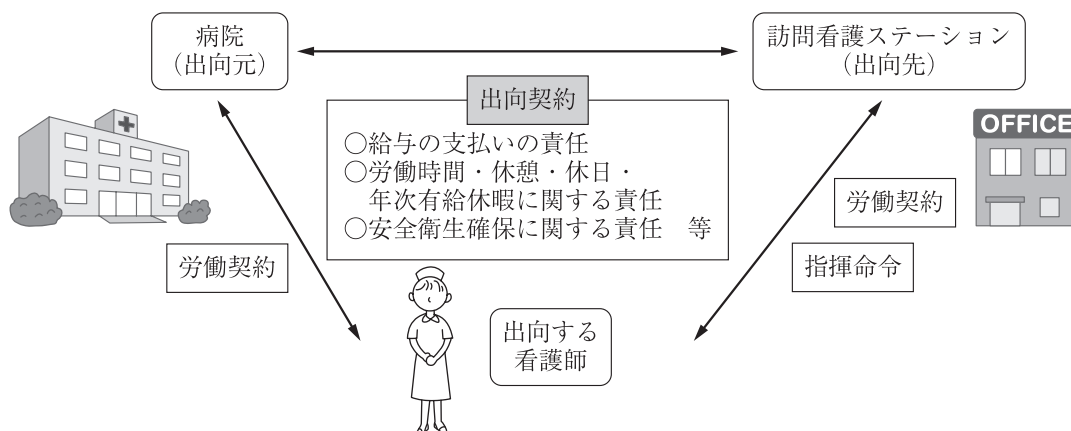 病院
（出向元）
訪問看護ステーション
（出向先）
出向契約
○給与の支払いの責任
○労働時間・休憩・休日・
年次有給休暇に関する責任
○安全衛生確保に関する責任　等
OFFICE
労働契約
指揮命令
労働契約
出向する
看護師